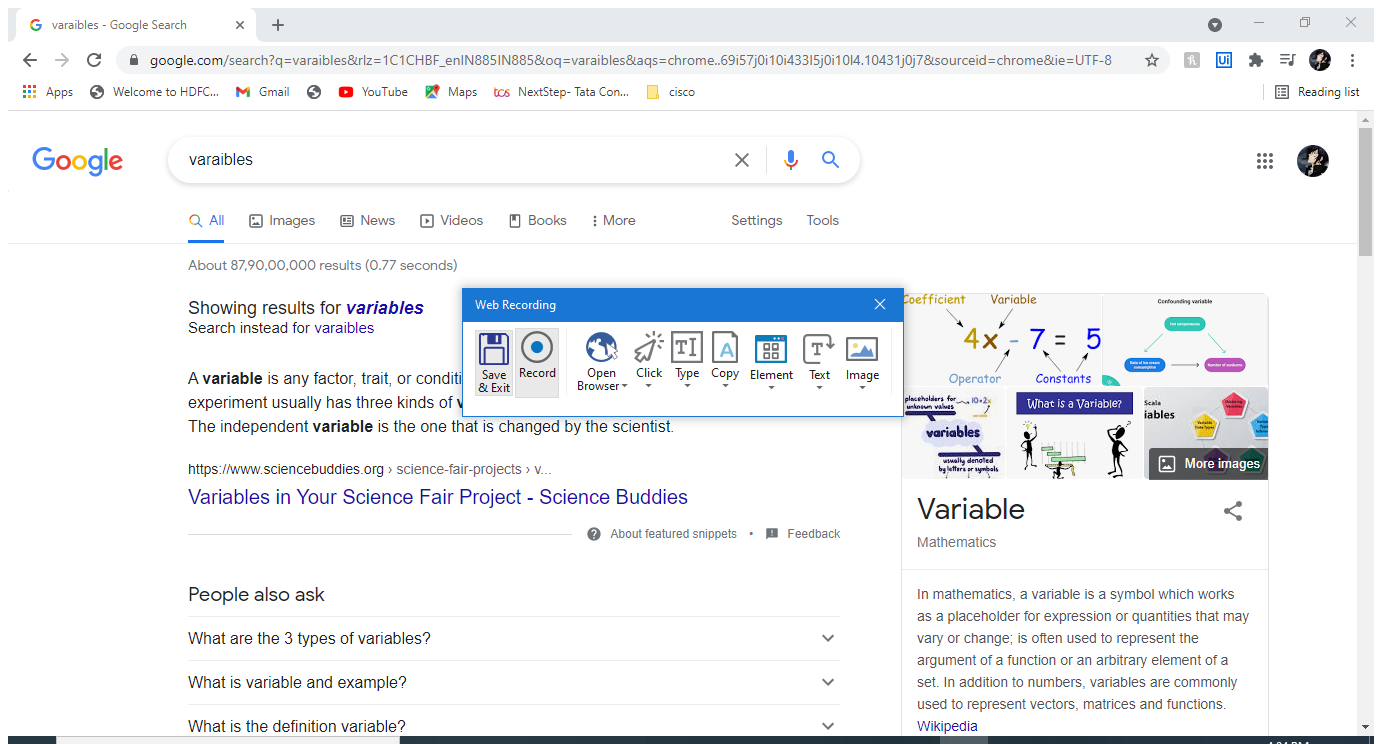 varaibles - Google Search
google.com/search?q=varaibles&rlz=1C1CHBF_enIN885IN885&oq=varaibles&aqs=chrome..69i57j0i10i433l5j0i10l4.10431j0j7&sourceid=chrome&ie=UTF-8
Apps Welcome to HDFC... Gmail YouTube Maps tcs NextStep- Tata Con... cisco Reading list
Google
varaibles
All Images News Videos Books More Settings Tools
About 87,90,00,000 results (0.77 seconds)
Showing results for variables
Search instead for varaibles
A variable is any factor, trait, or conditi
experiment usually has three kinds of v
The independent variable is the one that is changed by the scientist.
https://www.sciencebuddies.org › science-fair-projects › v...
Variables in Your Science Fair Project - Science Buddies
About featured snippets • Feedback
People also ask
What are the 3 types of variables?
What is variable and example?
What is the definition variable?
Web Recording
Save & Exit
Record
Open Browser
Click
Type
Copy
Element
Text
Image
Coefficient Variable
4x - 7 = 5
Operator Constants
Confounding variable
Ice cream consumption
Number of sunburns
placeholders for
unknown values
10+2x
variables
usually denoted
by letters or symbols
What is a Variable?
Scala
iables
More images
Variable
Mathematics
In mathematics, a variable is a symbol which works
as a placeholder for expression or quantities that may
vary or change; is often used to represent the
argument of a function or an arbitrary element of a
set. In addition to numbers, variables are commonly
used to represent vectors, matrices and functions.
Wikipedia